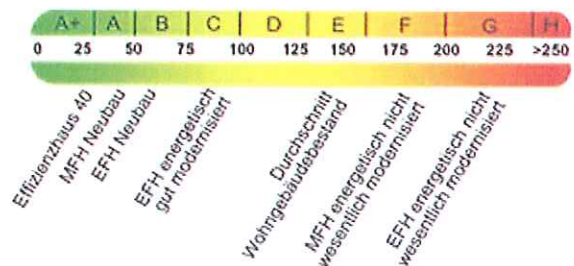 A+ A B C D E F G H
0 25 50 75 100 125 150 175 200 225 >250
Effizienzhaus 40
MFH Neubau
EFH Neubau
EFH energetisch
gut modernisiert
Durchschnitt
Wohngebäudebestand
MFH energetisch nicht
wesentlich modernisiert
EFH energetisch nicht
wesentlich modernisiert